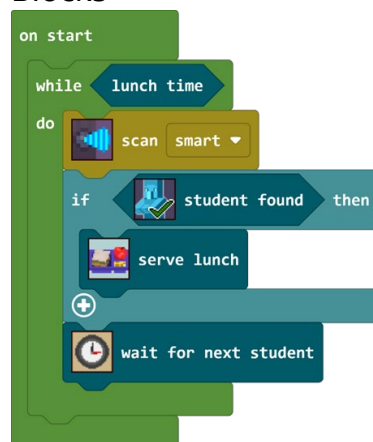 Blocks
on start
while lunch time
do
scan smart
if student found then
serve lunch
wait for next student